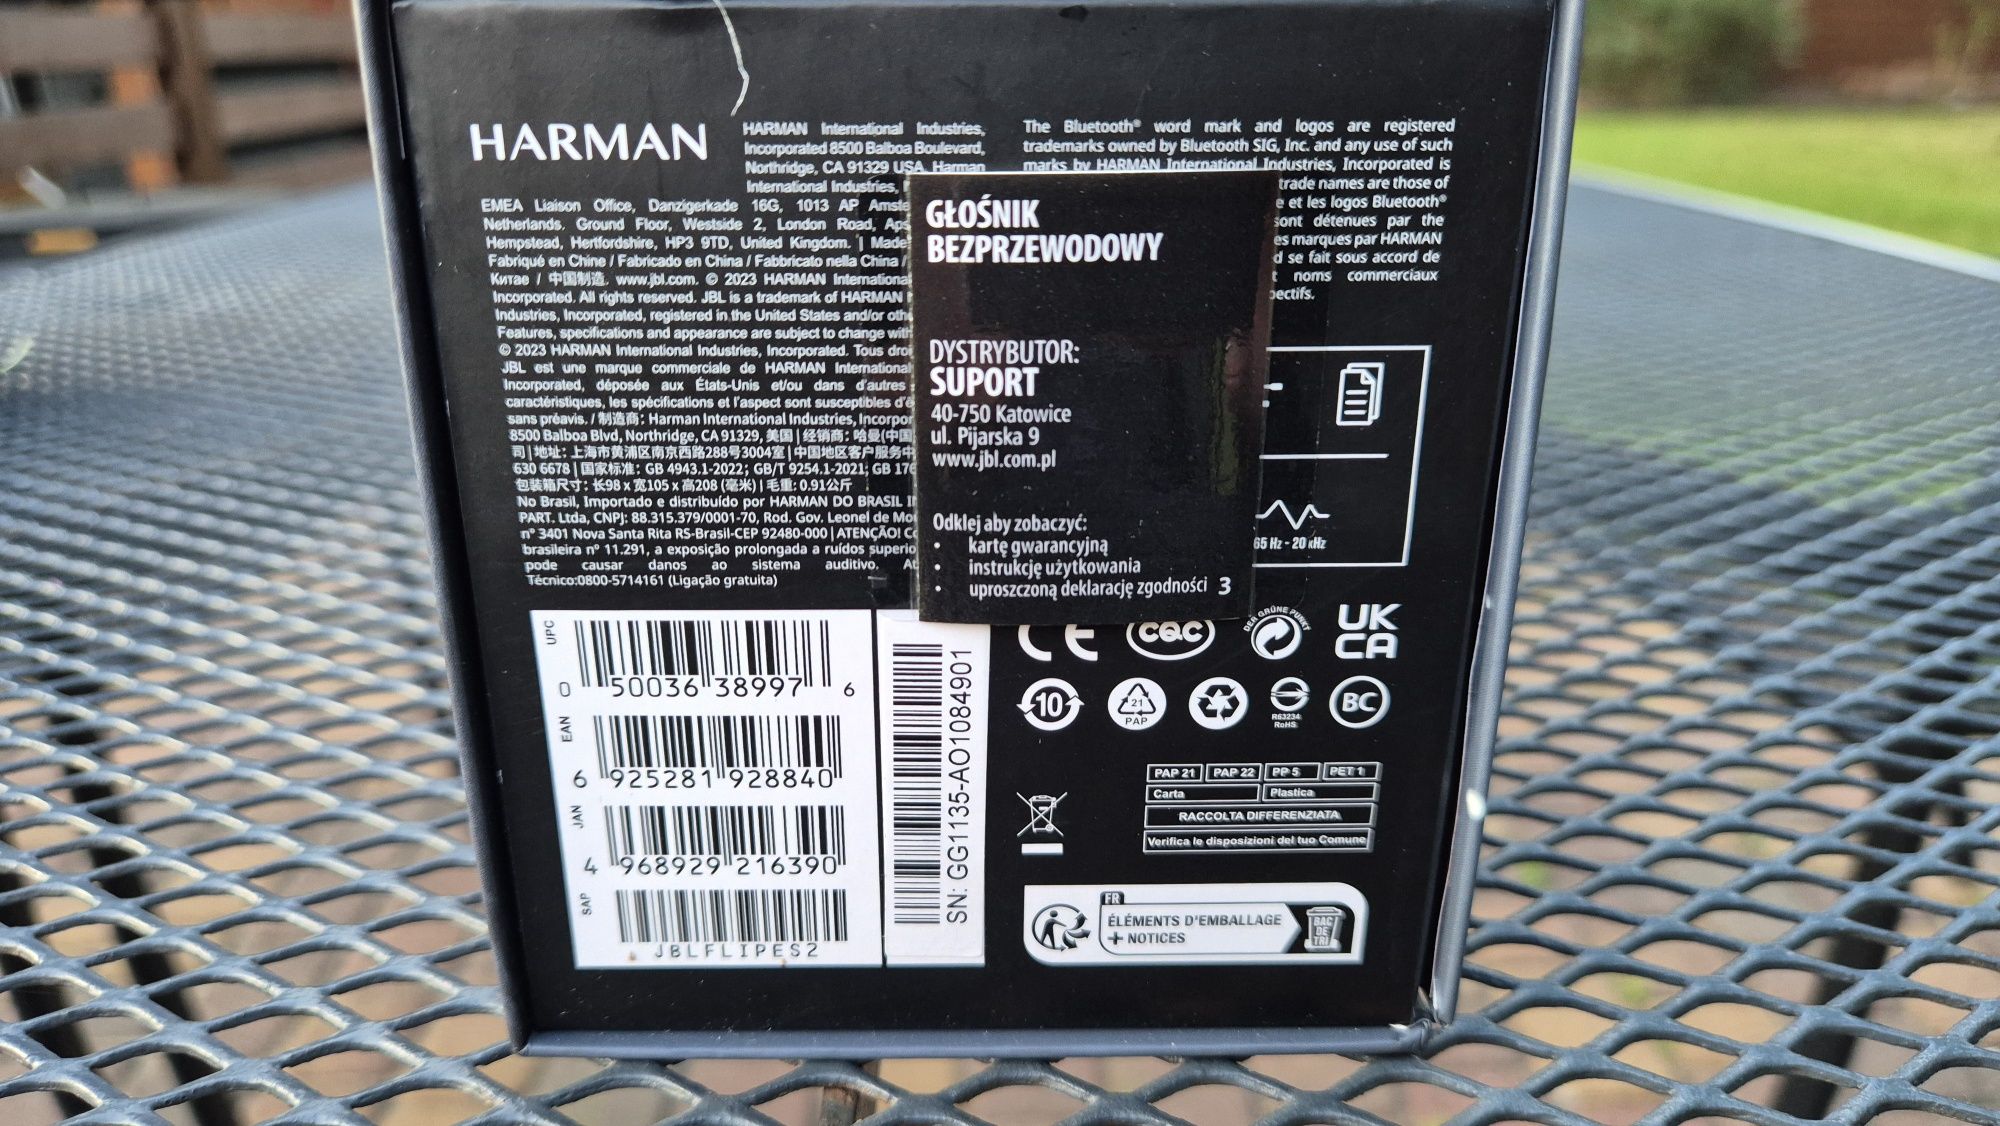 HARMAN
HARMAN International Industries,
Incorporated 8500 Balboa Boulevard,
Northridge, CA 91329 USA. Harman
International Industries,
EMEA Liaison Office, Danzigerkade 16G, 1013 AP
Netherlands. Ground Floor, Westside 2, London Road,
Hempstead, Hertfordshire, HP3 9TD, United Kingdom. | Made
Fabriqué en Chine / Fabricado en China / Fabbricato nella China /
Китае / 中国制造. www.jbl.com. © 2023 HARMAN International
Incorporated. All rights reserved. JBL is a trademark of HARMAN
Industries, Incorporated, registered in the United States and/or
Features, specifications and appearance are subject to change
© 2023 HARMAN International Industries, Incorporated. Tous
JBL est une marque commerciale de HARMAN International
Incorporated, déposée aux États-Unis et/ou dans d'autres
caractéristiques, les spécifications et l'aspect sont susceptibles
sans préavis. / 制造商: Harman International Industries,
8500 Balboa Blvd, Northridge, CA 91329, 美国 | 经销商: 哈曼(中国
司 | 地址: 上海市黄浦区南京西路288号3004室 | 中国地区客户服务中
630 6678 | 国家标准: GB 4943.1-2022; GB/T 9254.1-2021; GB
包装箱尺寸: 长98 x 宽105 x 高208 (毫米) | 毛重: 0.91公斤
No Brasil, Importado e distribuído por HARMAN DO BRASIL
PART. Ltda, CNPJ: 88.315.379/0001-70, Rod. Gov. Leonel de
nº 3401 Nova Santa Rita RS-Brasil-CEP 92480-000 | ATENÇÃO!
brasileira nº 11.291, a exposição prolongada a ruídos
pode causar danos ao sistema auditivo.
Técnico:0800-5714161 (Ligação gratuita)
The Bluetooth® word mark and logos are registered
trademarks owned by Bluetooth SIG, Inc. and any use of such
marks by HARMAN International Industries, Incorporated is
trade names are those of
et les logos Bluetooth®
sont détenues par the
marques par HARMAN
se fait sous accord de
noms commerciaux
GŁOŚNIK
BEZPRZEWODOWY
DYSTRYBUTOR:
SUPORT
40-750 Katowice
ul. Pijarska 9
www.jbl.com.pl
Odklej aby zobaczyć:
• kartę gwarancyjną
• instrukcję użytkowania
• uproszczoną deklarację zgodności 3
65 Hz - 20 kHz
UPC
0 50036 38997 6
EAN
6 925281 928840
JAN
4 968929 216390
SAP
JBLFLIPES2
SN: GG1135-AO1084901
CE
CQC
DER GRÜNE PUNKT
UK
CA
10
21
PAP
R63234
RoHS
BC
PAP 21 PAP 22 PP 5 PET 1
Carta Plastica
RACCOLTA DIFFERENZIATA
Verifica le disposizioni del tuo Comune
FR
ÉLÉMENTS D'EMBALLAGE
+ NOTICES
BAC
DE
TRI